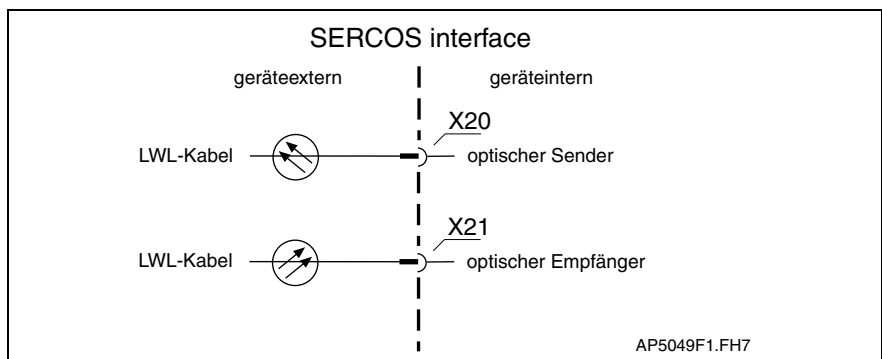 SERCOS interface
geräteextern
geräteintern
X20
LWL-Kabel
optischer Sender
X21
LWL-Kabel
optischer Empfänger
AP5049F1.FH7